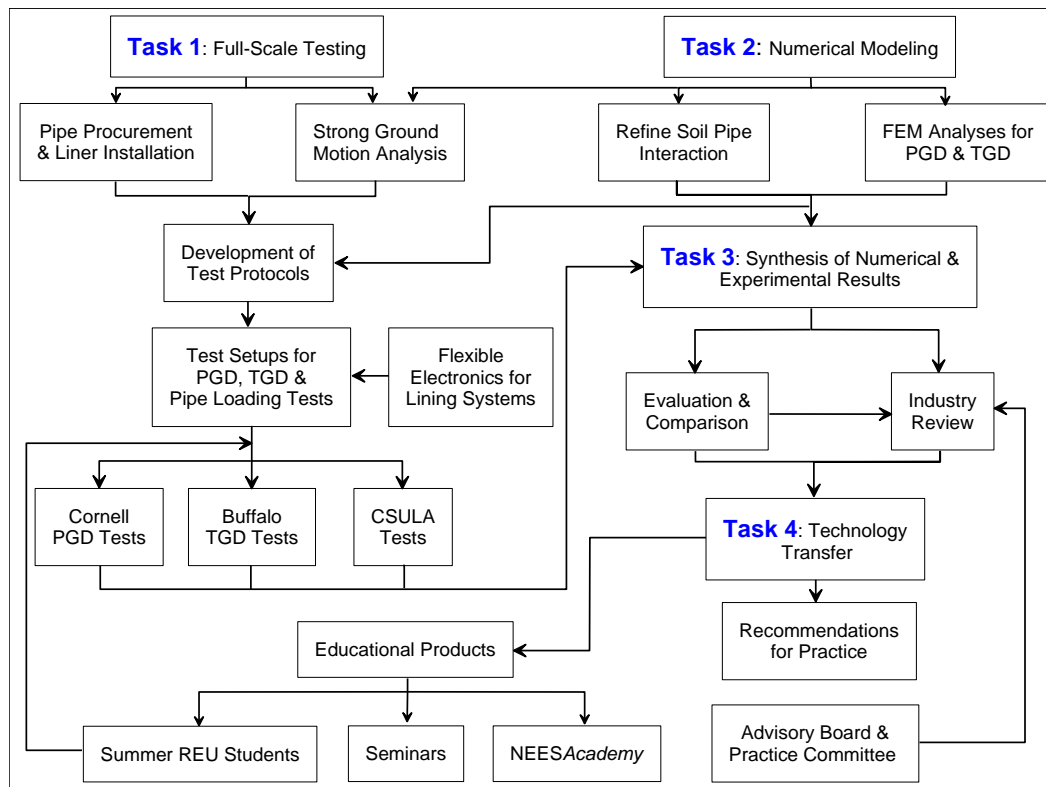 Task 1: Full-Scale Testing
Task 2: Numerical Modeling
Pipe Procurement
& Liner Installation
Strong Ground
Motion Analysis
Refine Soil Pipe
Interaction
FEM Analyses for
PGD & TGD
Development of
Test Protocols
Task 3: Synthesis of Numerical &
Experimental Results
Test Setups for
PGD, TGD &
Pipe Loading Tests
Flexible
Electronics for
Lining Systems
Evaluation &
Comparison
Industry
Review
Cornell
PGD Tests
Buffalo
TGD Tests
CSULA
Tests
Task 4: Technology
Transfer
Educational Products
Recommendations
for Practice
Summer REU Students
Seminars
NEESAcademy
Advisory Board &
Practice Committee